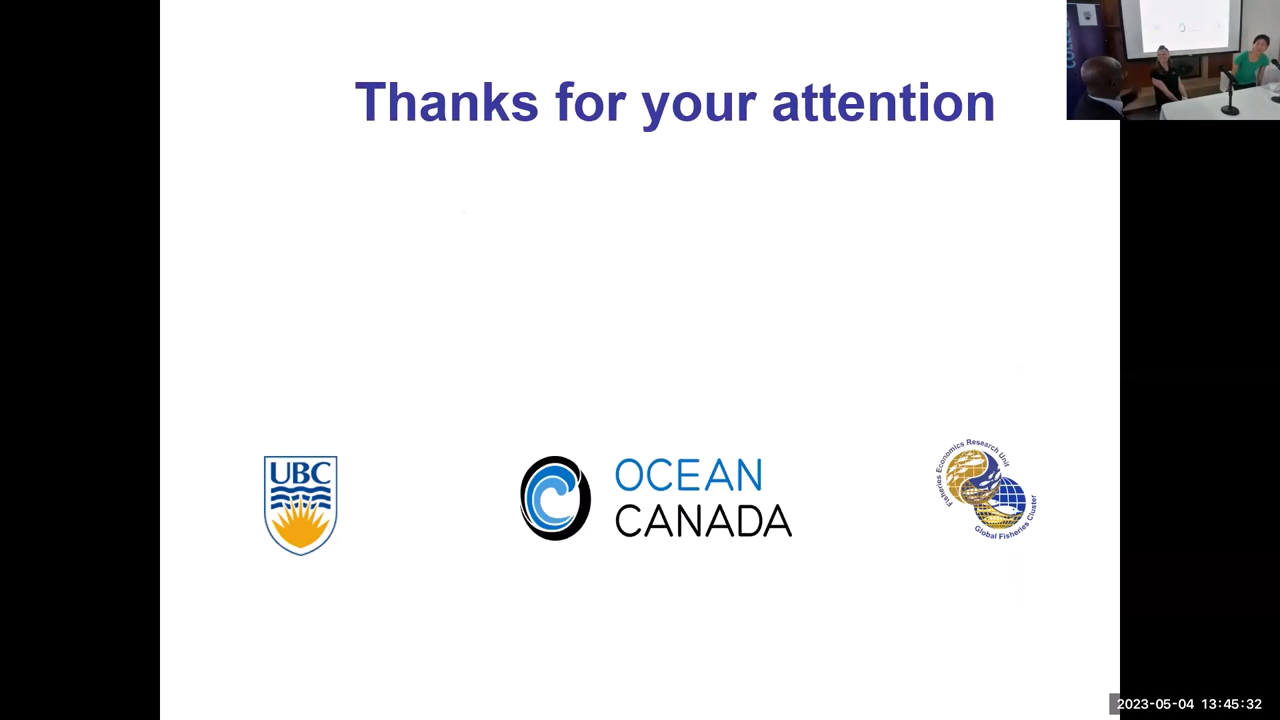 Thanks for your attention
UBC
OCEAN
CANADA
Fisheries Economics Research Unit
Global Fisheries Cluster
2023-05-04 13:45:32